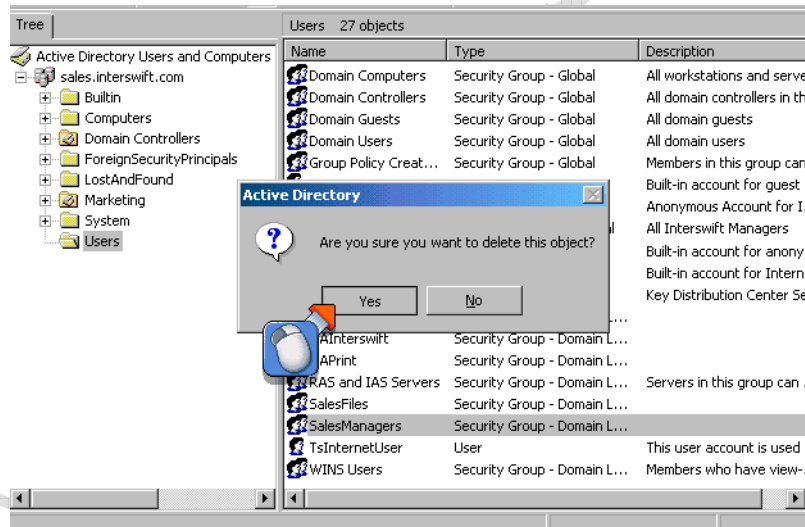 Tree
Users 27 objects
Active Directory Users and Computers
sales.interswift.com
Builtin
Computers
Domain Controllers
ForeignSecurityPrincipals
LostAndFound
Marketing
System
Users
Name Type Description
Domain Computers Security Group - Global All workstations and serve
Domain Controllers Security Group - Global All domain controllers in th
Domain Guests Security Group - Global All domain guests
Domain Users Security Group - Global All domain users
Group Policy Creat... Security Group - Global Members in this group can
Built-in account for guest
Anonymous Account for I.
All Interswift Managers
Built-in account for anony
Built-in account for Intern
Key Distribution Center Se
Active Directory
Are you sure you want to delete this object?
Yes No
AInterswift Security Group - Domain L...
APrint Security Group - Domain L...
RAS and IAS Servers Security Group - Domain L... Servers in this group can .
SalesFiles Security Group - Domain L...
SalesManagers Security Group - Domain L...
TsInternetUser User This user account is used
WINS Users Security Group - Domain L... Members who have view-.